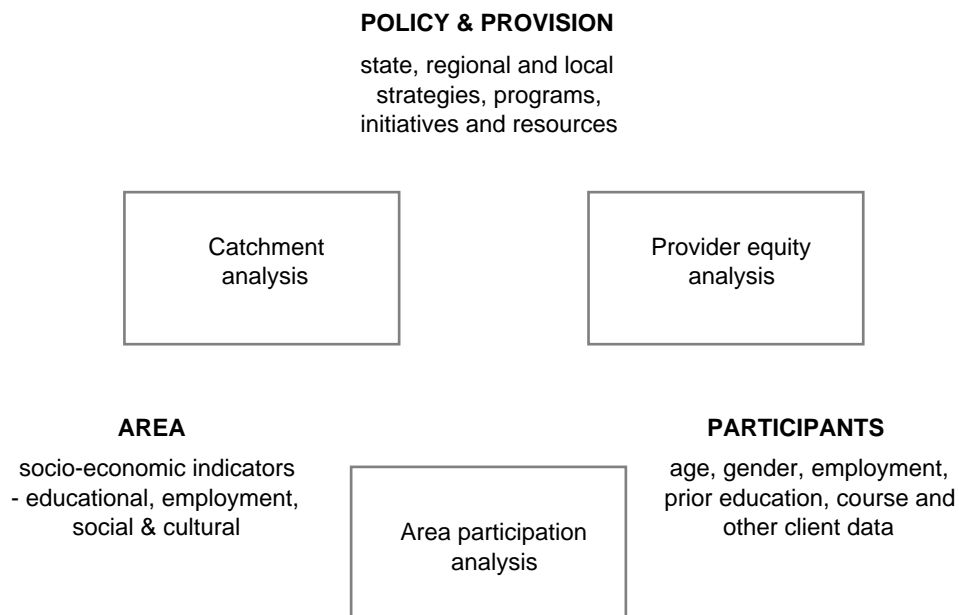 POLICY & PROVISION
state, regional and local
strategies, programs,
initiatives and resources
Catchment
analysis
Provider equity
analysis
AREA
socio-economic indicators
- educational, employment,
social & cultural
PARTICIPANTS
age, gender, employment,
prior education, course and
other client data
Area participation
analysis